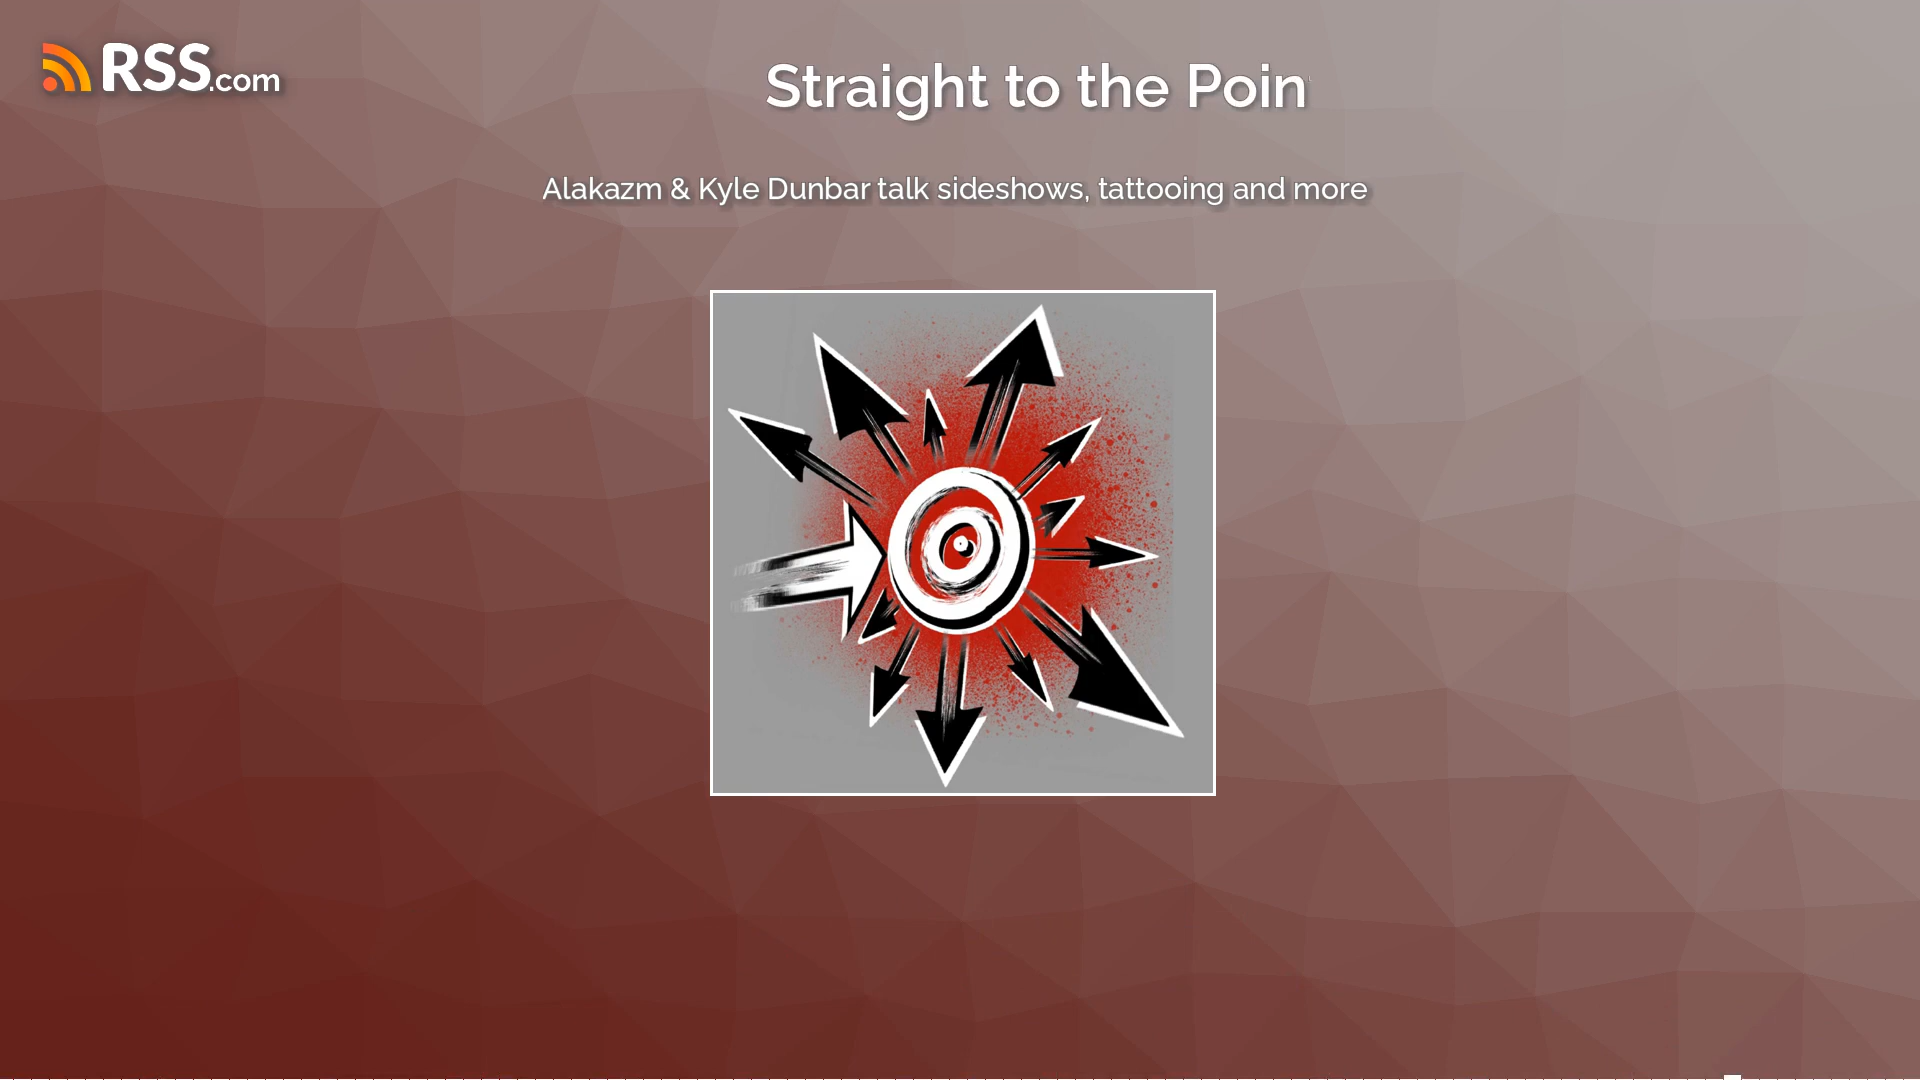 RSS.com
Straight to the Poin
Alakazm & Kyle Dunbar talk sideshows, tattooing and more